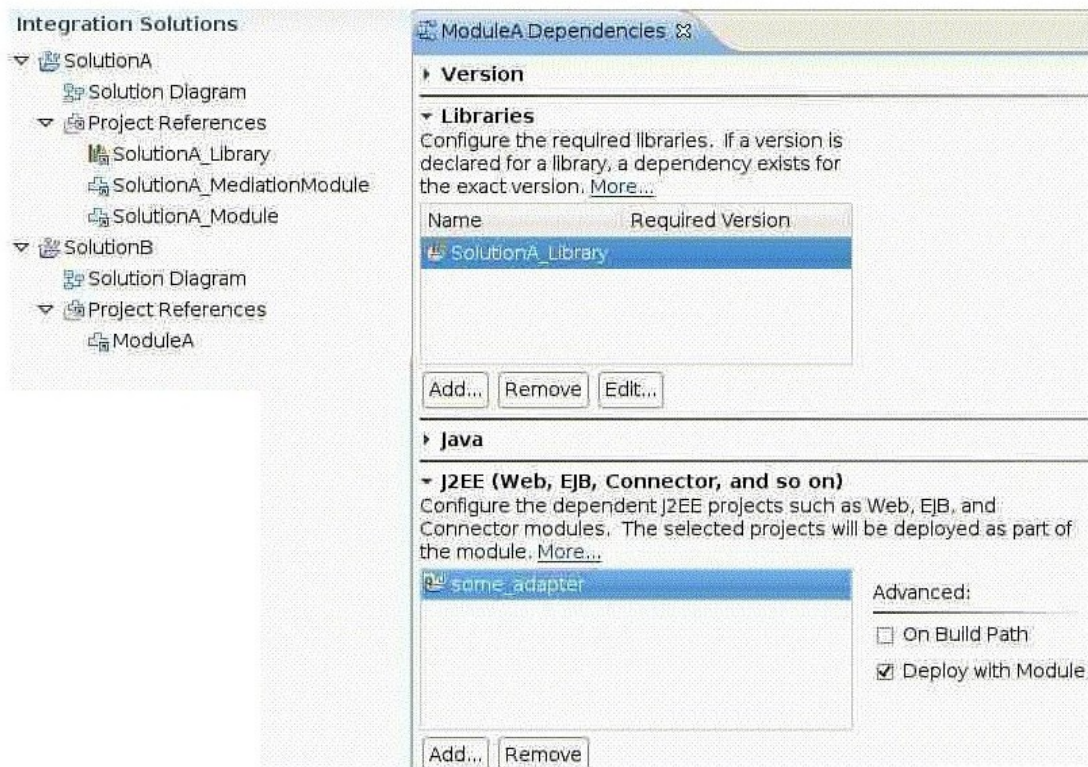 Integration Solutions
SolutionA
Solution Diagram
Project References
SolutionA_Library
SolutionA_MediationModule
SolutionA_Module
SolutionB
Solution Diagram
Project References
ModuleA
ModuleA Dependencies
Version
Libraries
Configure the required libraries. If a version is
declared for a library, a dependency exists for
the exact version. More...
Name Required Version
SolutionA_Library
Add... Remove Edit...
Java
J2EE (Web, EJB, Connector, and so on)
Configure the dependent J2EE projects such as Web, EJB, and
Connector modules. The selected projects will be deployed as part of
the module. More...
some_adapter
Advanced:
On Build Path
Deploy with Module
Add... Remove